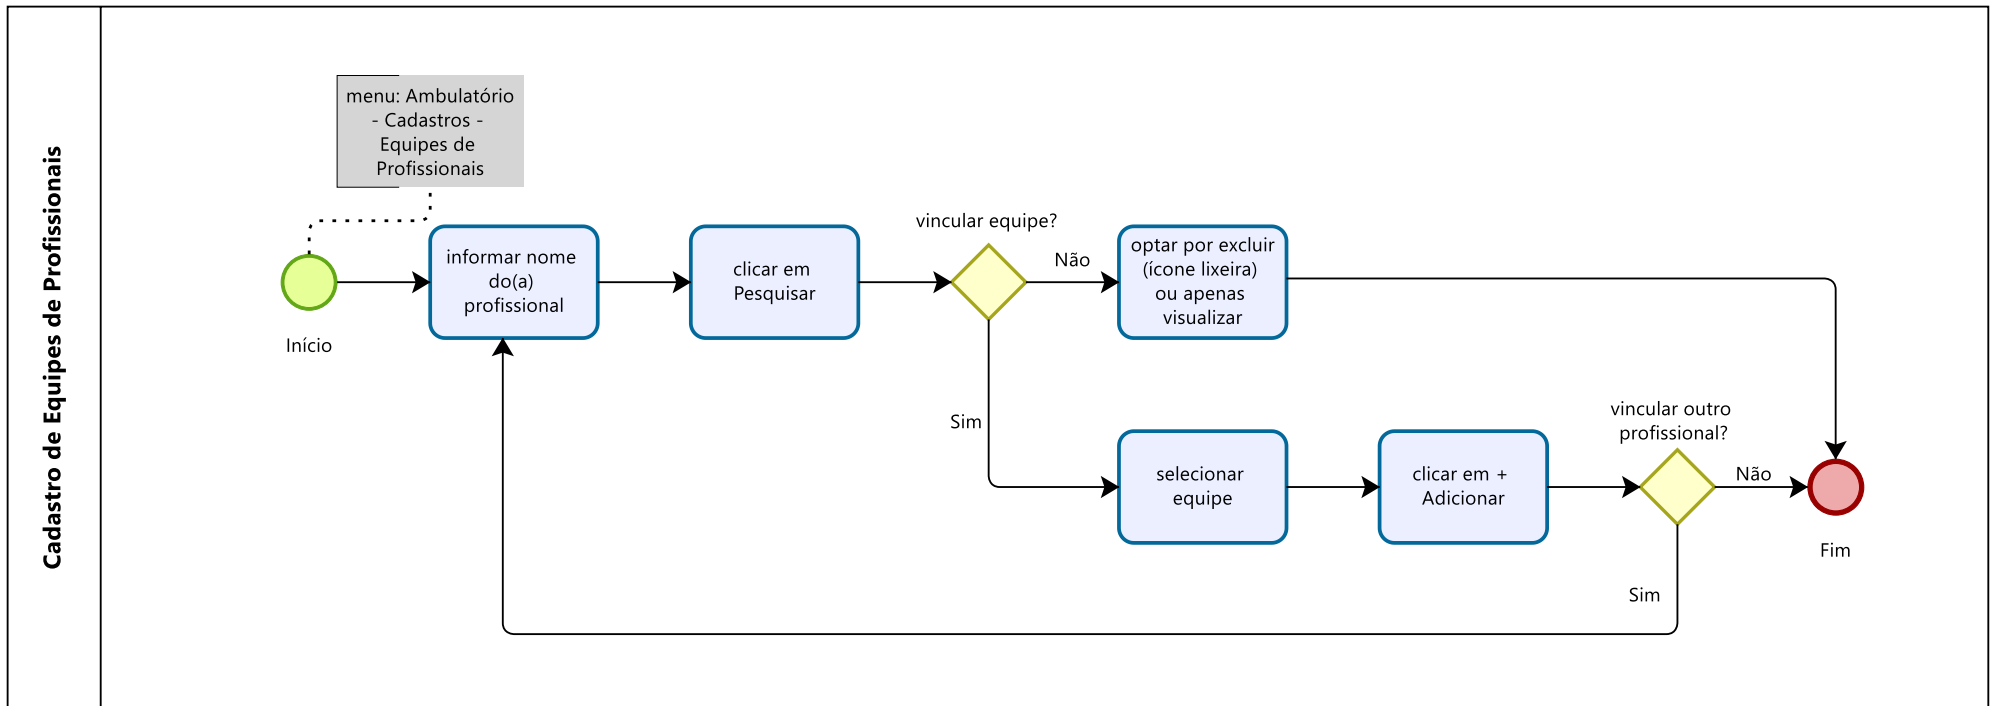 Cadastro de Equipes de Profissionais
menu: Ambulatório
- Cadastros -
Equipes de
Profissionais
Início
informar nome
do(a)
profissional
clicar em
Pesquisar
vincular equipe?
Não
optar por excluir
(ícone lixeira)
ou apenas
visualizar
Sim
selecionar
equipe
clicar em +
Adicionar
vincular outro
profissional?
Não
Sim
Fim